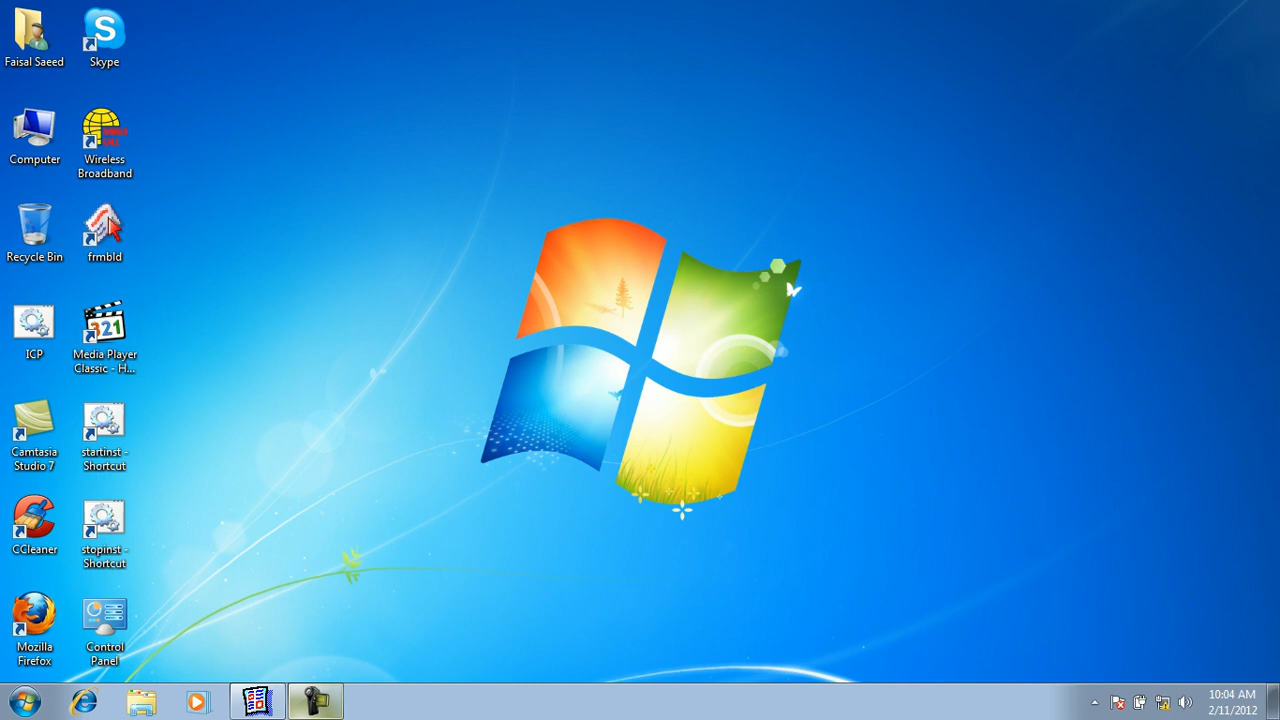 Faisal Saeed
Skype
Computer
Wireless
Broadband
Recycle Bin
frmbld
ICP
321
Media Player
Classic - H...
Camtasia
Studio 7
startinst -
Shortcut
CCleaner
stopinst -
Shortcut
Mozilla
Firefox
Control
Panel
10:04 AM
2/11/2012